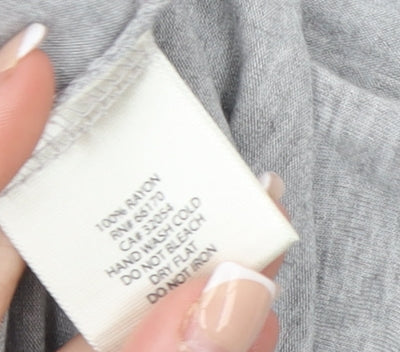 100% RAYON
RN# 66170
CA# 32054
HAND WASH COLD
DO NOT BLEACH
DRY FLAT
DO NOT IRON